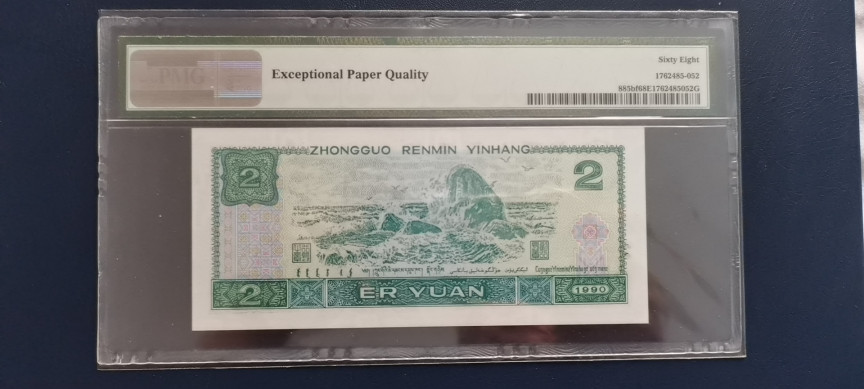 PMG
Exceptional Paper Quality
Sixty Eight
1762485-052
885bf68E1762485052G
ZHONGGUO RENMIN YINHANG
2
2
2
ER YUAN
1990